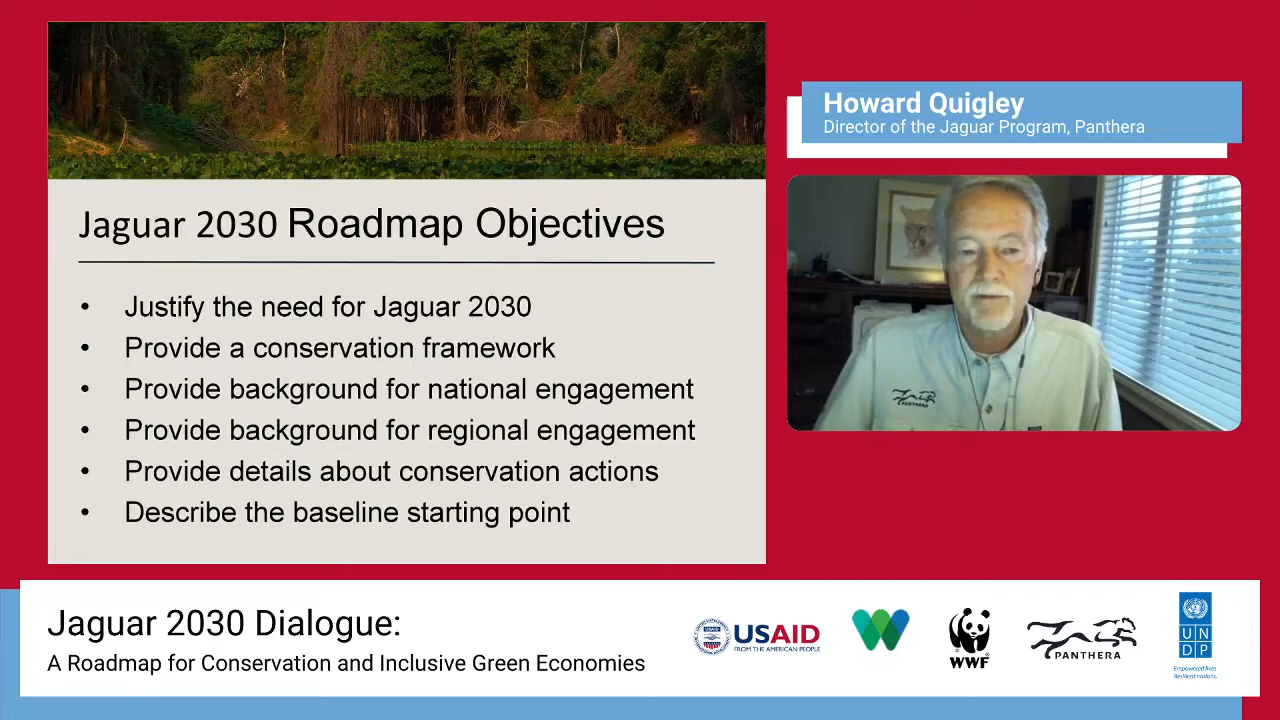 Jaguar 2030 Roadmap Objectives
• Justify the need for Jaguar 2030
• Provide a conservation framework
• Provide background for national engagement
• Provide background for regional engagement
• Provide details about conservation actions
• Describe the baseline starting point
Howard Quigley
Director of the Jaguar Program, Panthera
PANTHERA
Jaguar 2030 Dialogue:
A Roadmap for Conservation and Inclusive Green Economies
USAID
FROM THE AMERICAN PEOPLE
WWF
PANTHERA
UN
DP
Empowered lives.
Resilient nations.